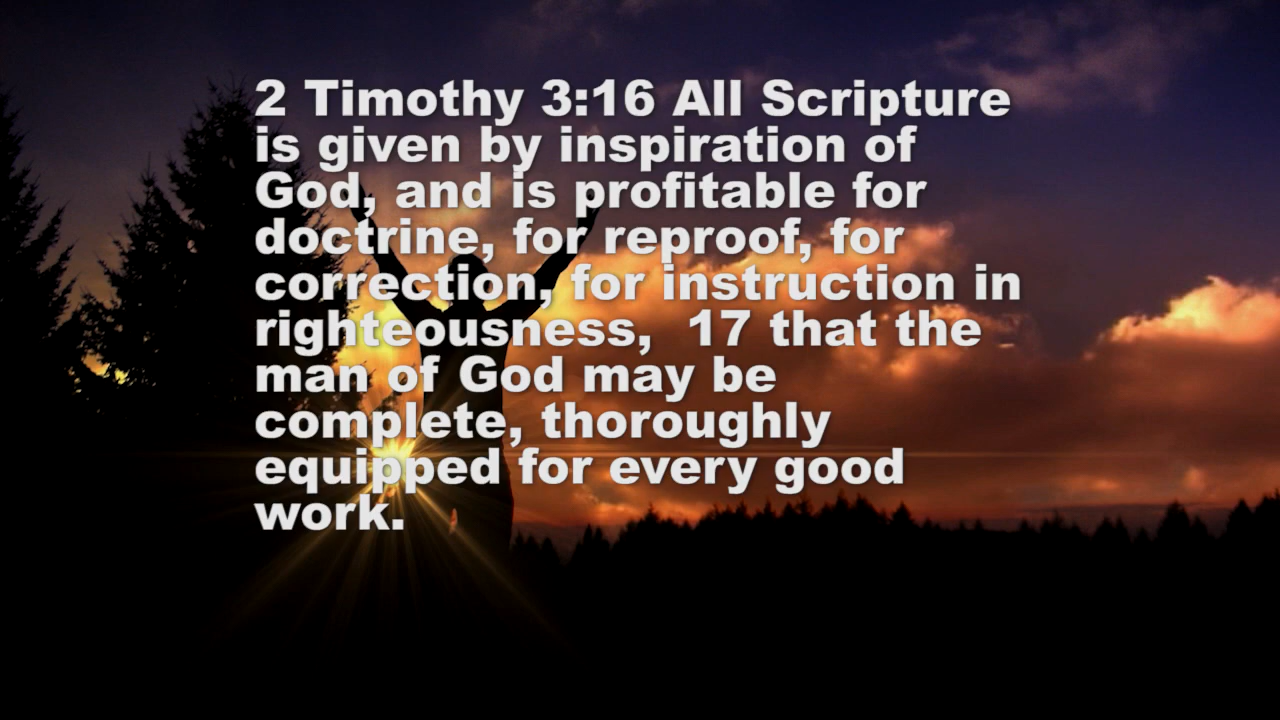 2 Timothy 3:16 All Scripture
is given by inspiration of
God, and is profitable for
doctrine, for reproof, for
correction, for instruction in
righteousness,  17 that the
man of God may be
complete, thoroughly
equipped for every good
work.